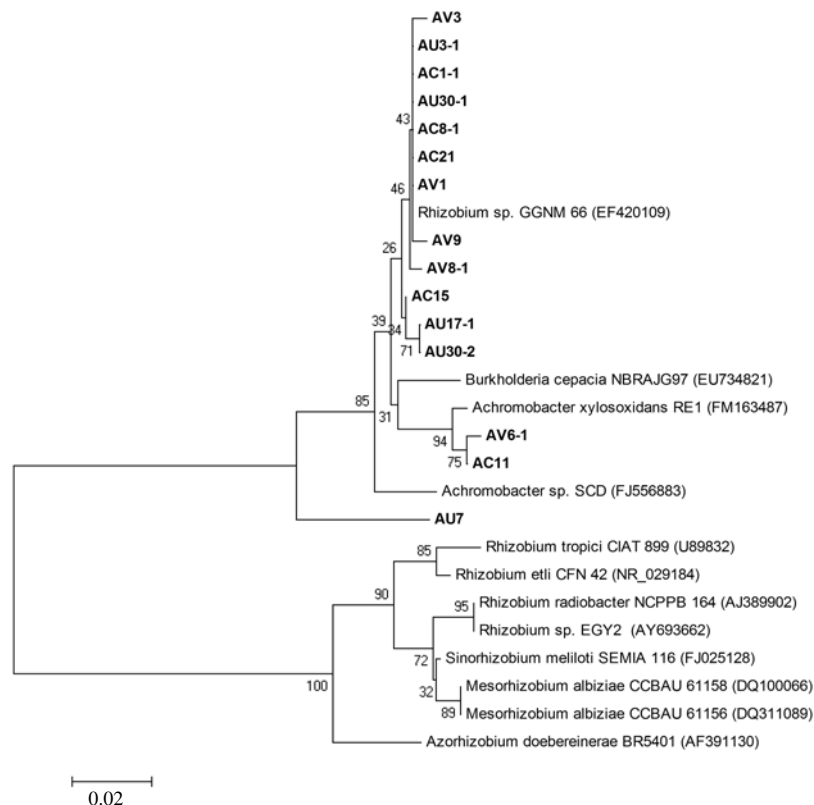 AV3
AU3-1
AC1-1
AU30-1
43
AC8-1
AC21
46
AV1
Rhizobium sp. GGNM 66 (EF420109)
26
AV9
AV8-1
AC15
39
34
AU17-1
71
AU30-2
Burkholderia cepacia NBRAJG97 (EU734821)
85
31
Achromobacter xylosoxidans RE1 (FM163487)
94
AV6-1
75
AC11
Achromobacter sp. SCD (FJ556883)
AU7
85
Rhizobium tropici CIAT 899 (U89832)
Rhizobium etli CFN 42 (NR_029184)
90
95
Rhizobium radiobacter NCPPB 164 (AJ389902)
Rhizobium sp. EGY2 (AY693662)
72
Sinorhizobium meliloti SEMIA 116 (FJ025128)
100
32
Mesorhizobium albiziae CCBAU 61158 (DQ100066)
89
Mesorhizobium albiziae CCBAU 61156 (DQ311089)
Azorhizobium doebereinerae BR5401 (AF391130)
0.02